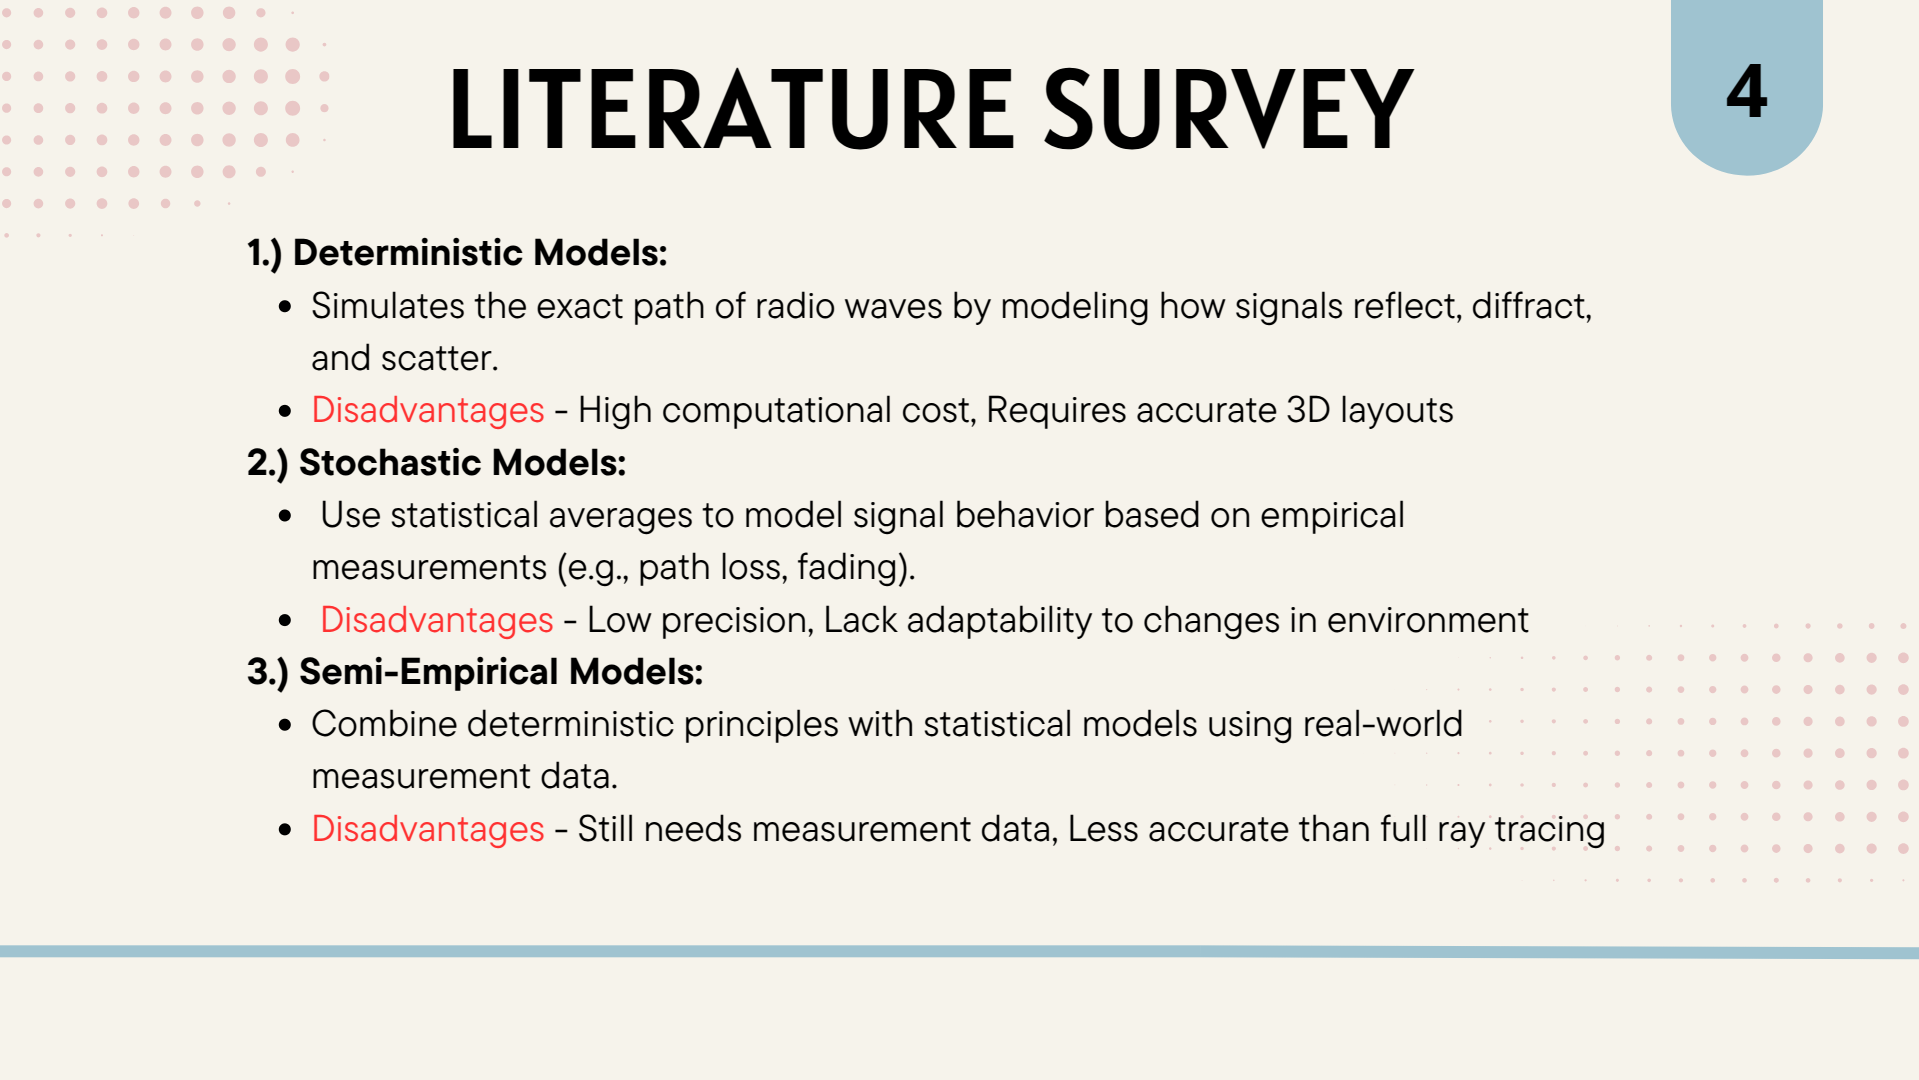 LITERATURE SURVEY
4
1.) Deterministic Models:
• Simulates the exact path of radio waves by modeling how signals reflect, diffract,
and scatter.
• Disadvantages - High computational cost, Requires accurate 3D layouts
2.) Stochastic Models:
• Use statistical averages to model signal behavior based on empirical
measurements (e.g., path loss, fading).
• Disadvantages - Low precision, Lack adaptability to changes in environment
3.) Semi-Empirical Models:
• Combine deterministic principles with statistical models using real-world
measurement data.
• Disadvantages - Still needs measurement data, Less accurate than full ray tracing